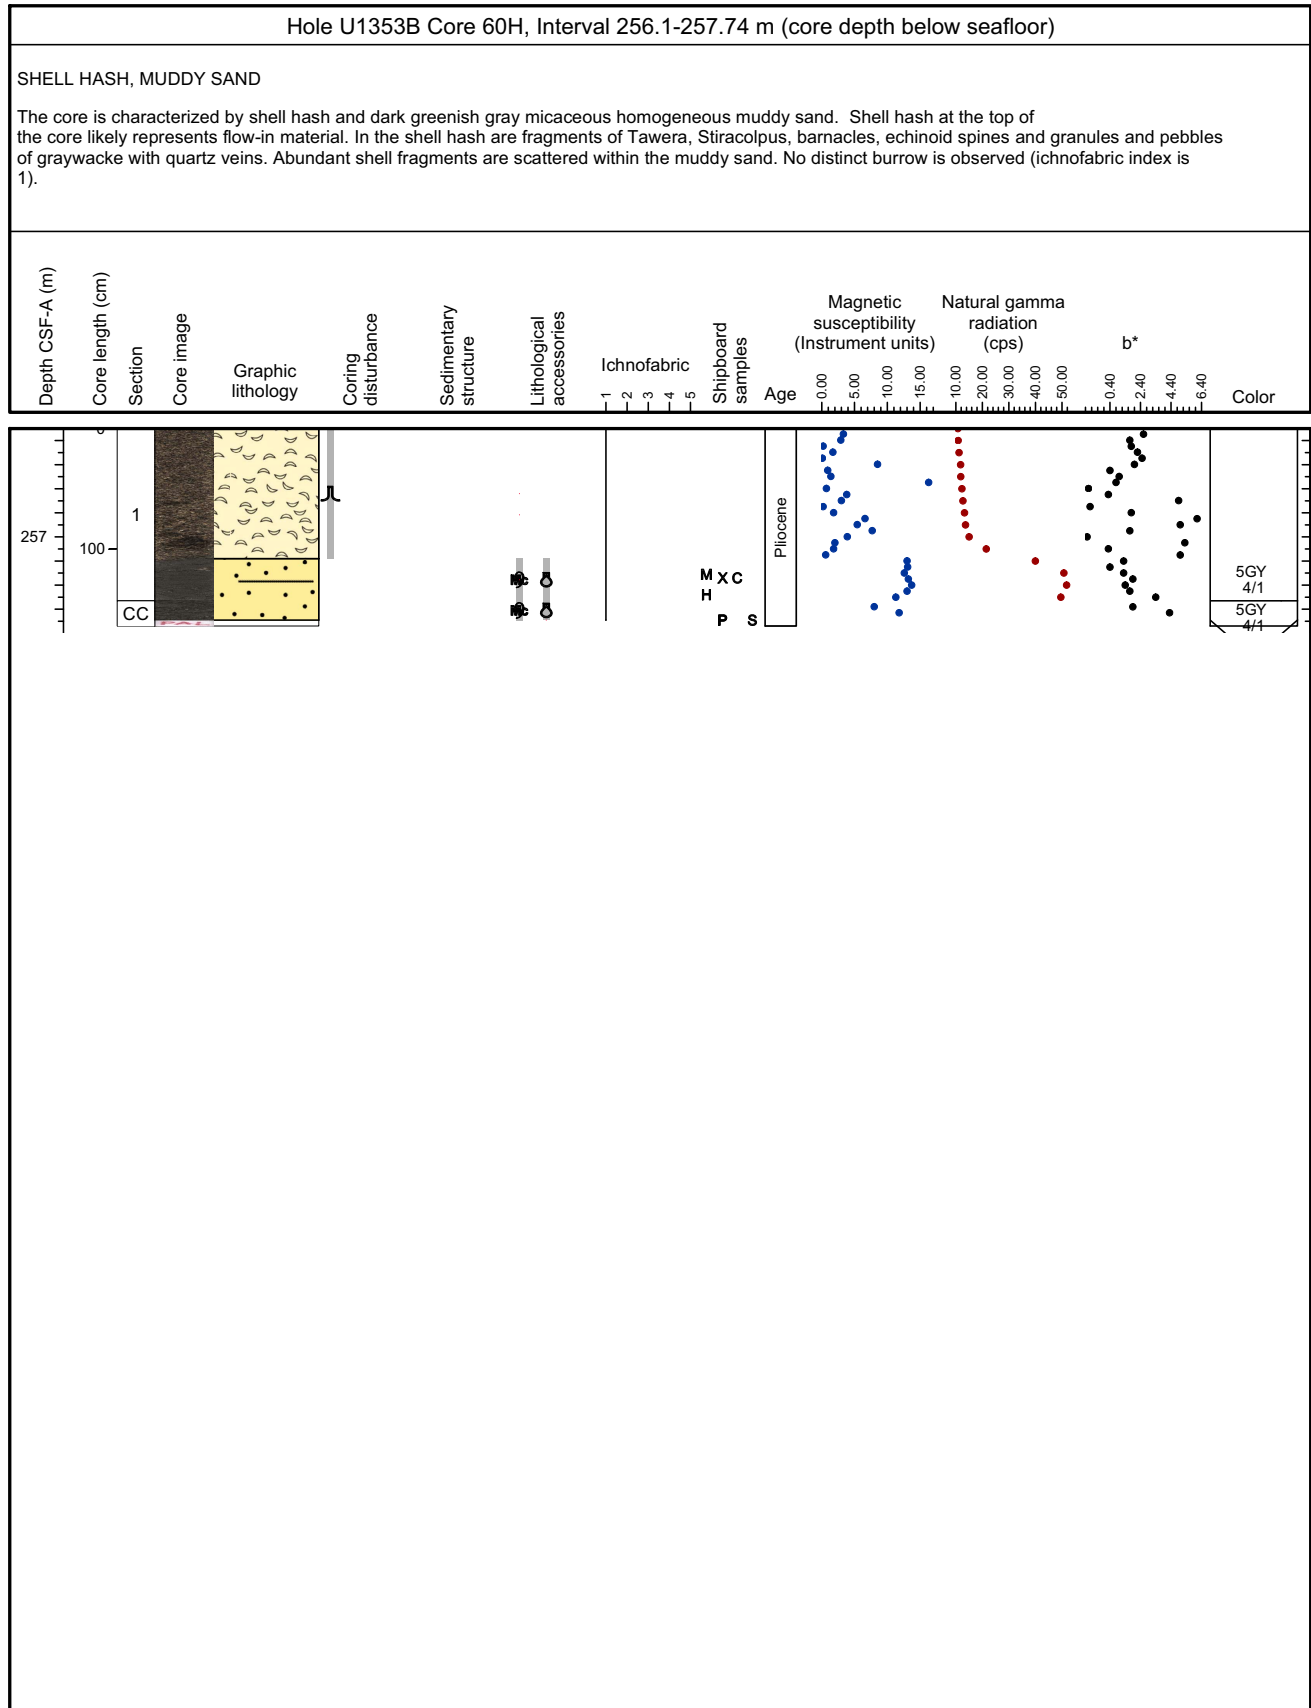 Hole U1353B Core 60H, Interval 256.1-257.74 m (core depth below seafloor)
SHELL HASH, MUDDY SAND
The core is characterized by shell hash and dark greenish gray micaceous homogeneous muddy sand.  Shell hash at the top of
the core likely represents flow-in material. In the shell hash are fragments of Tawera, Stiracolpus, barnacles, echinoid spines and granules and pebbles
of graywacke with quartz veins. Abundant shell fragments are scattered within the muddy sand. No distinct burrow is observed (ichnofabric index is
1).
Depth CSF-A (m)
Core length (cm)
Section
Core image
Graphic
lithology
Coring
disturbance
Sedimentary
structure
Lithological
accessories
Ichnofabric
1 2 3 4 5
Shipboard
samples
Age
Magnetic
susceptibility
(Instrument units)
0.00 5.00 10.00 15.00
Natural gamma
radiation
(cps)
10.00 20.00 30.00 40.00 50.00
b*
0.40 2.40 4.40 6.40
Color
0
1
257
100
CC
PAL
M X C
H
P S
Pliocene
5GY
4/1
5GY
4/1